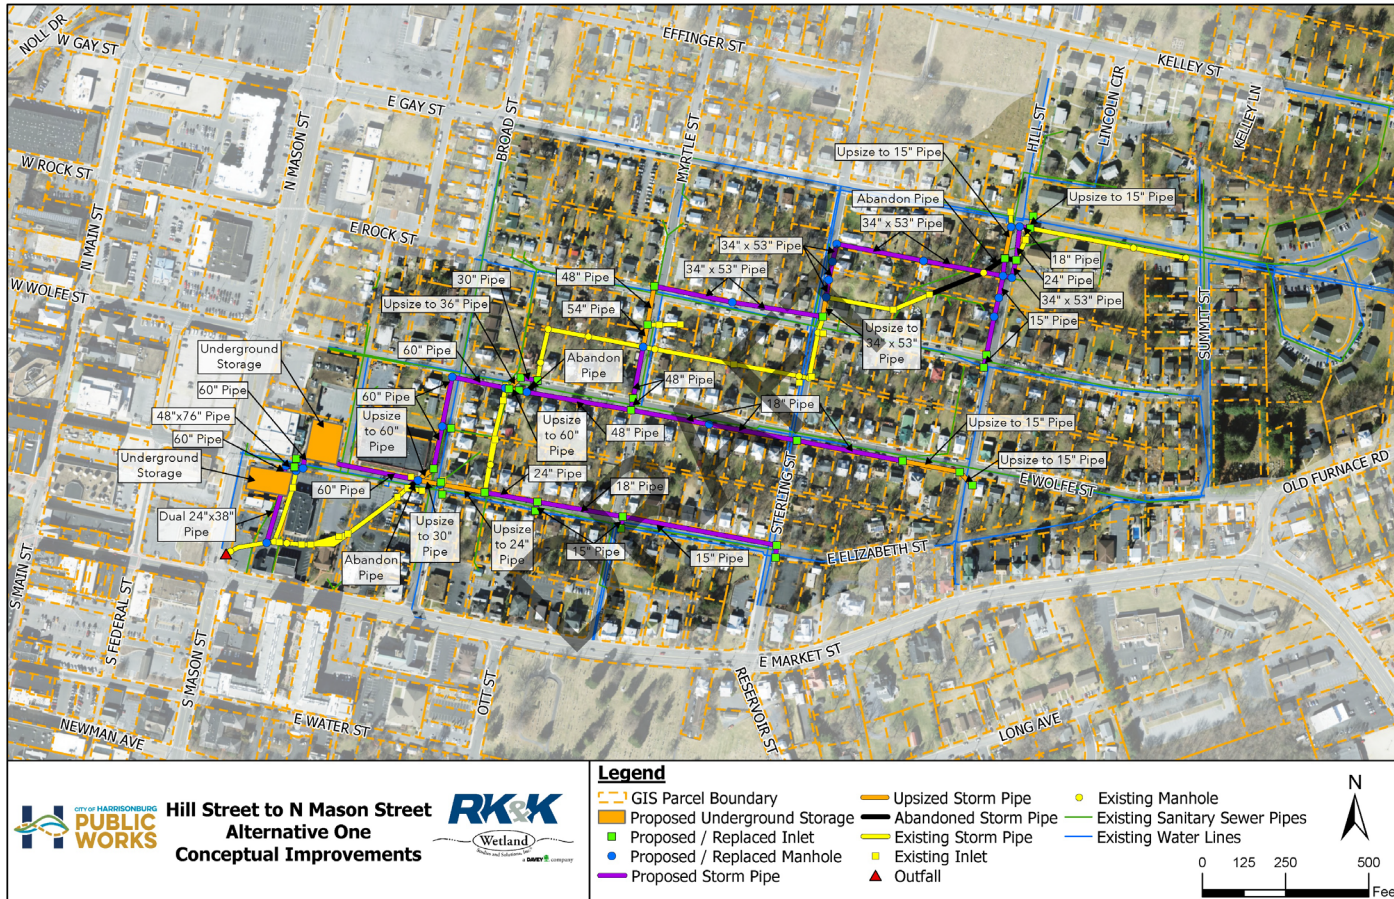 NOLL DR
W GAY ST
EFFINGER ST
KELLEY ST
E GAY ST
BROAD ST
MYRTLE ST
HILL ST
LINCOLN CIR
KELLEY LN
N MASON ST
W ROCK ST
Upsize to 15" Pipe
Abandon Pipe
Upsize to 15" Pipe
N MAIN ST
E ROCK ST
34" x 53" Pipe
34" x 53" Pipe
18" Pipe
24" Pipe
34" x 53" Pipe
15" Pipe
W WOLFE ST
30" Pipe
48" Pipe
34" x 53" Pipe
Upsize to 36" Pipe
54" Pipe
Upsize to
34" x 53"
Pipe
SUMMIT ST
Underground
Storage
60" Pipe
Abandon
Pipe
60" Pipe
60" Pipe
48" Pipe
18" Pipe
48"x76" Pipe
Upsize
to 60"
Pipe
Upsize
to 60"
Pipe
48" Pipe
Upsize to 15" Pipe
60" Pipe
Underground
Storage
Upsize to 15" Pipe
24" Pipe
E WOLFE ST
OLD FURNACE RD
60" Pipe
18" Pipe
STERLING ST
Dual 24"x38"
Pipe
Upsize
to 30"
Pipe
Upsize
to 24"
Pipe
15" Pipe
15" Pipe
E ELIZABETH ST
Abandon
Pipe
S MAIN ST
S FEDERAL ST
S MASON ST
E MARKET ST
RESERVOIR ST
OTT ST
E WATER ST
NEWMAN AVE
LONG AVE
CITY OF HARRISONBURG
PUBLIC
WORKS
Hill Street to N Mason Street
Alternative One
Conceptual Improvements
RK&K
Wetland
Studies and Solutions, Inc.
a DAVEY company
Legend
GIS Parcel Boundary
Proposed Underground Storage
Proposed / Replaced Inlet
Proposed / Replaced Manhole
Proposed Storm Pipe
Upsized Storm Pipe
Abandoned Storm Pipe
Existing Storm Pipe
Existing Inlet
Outfall
Existing Manhole
Existing Sanitary Sewer Pipes
Existing Water Lines
N
0 125 250 500
Fee